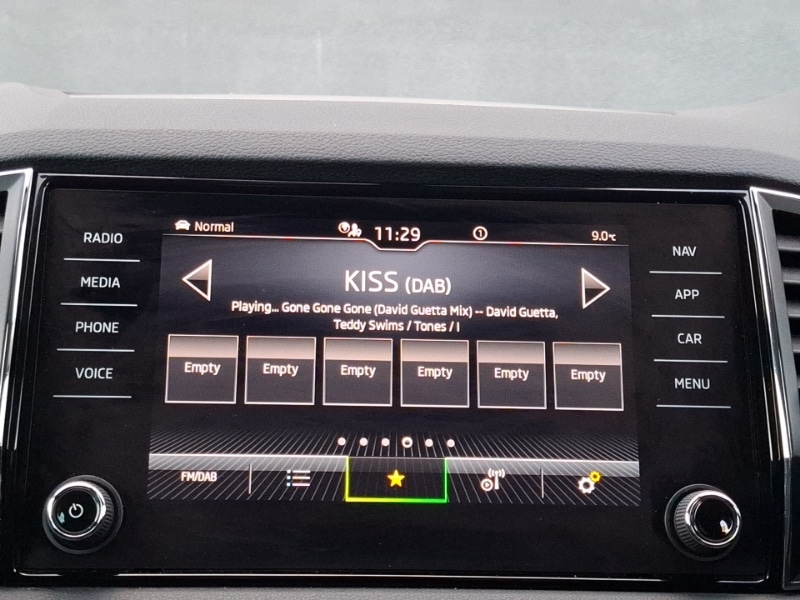 RADIO
MEDIA
PHONE
VOICE
Normal
11:29
1
9.0°C
KISS (DAB)
Playing... Gone Gone Gone (David Guetta Mix) -- David Guetta,
Teddy Swims / Tones / I
Empty Empty Empty Empty Empty Empty
FM/DAB
NAV
APP
CAR
MENU